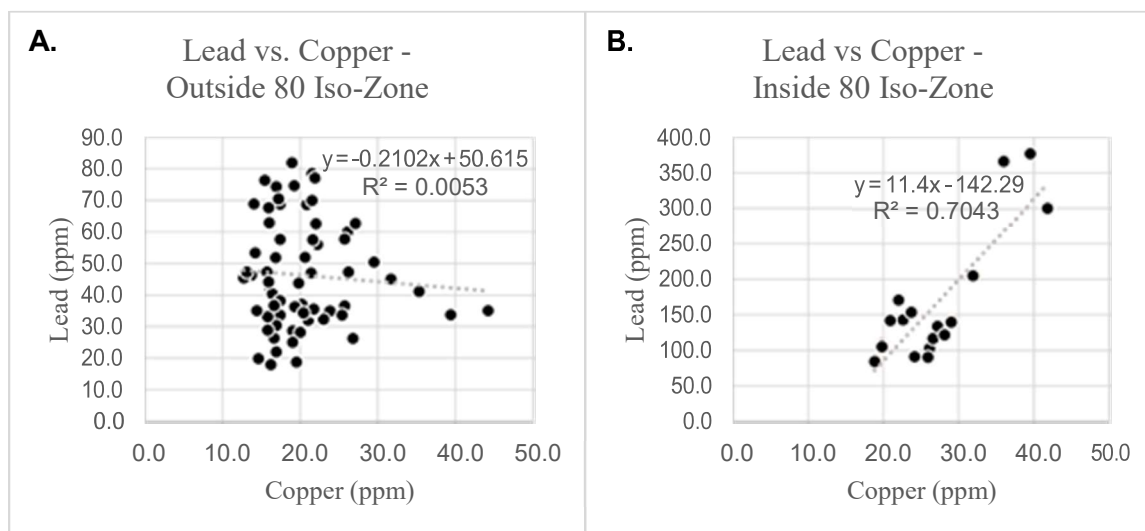 A.
Lead vs. Copper -
Outside 80 Iso-Zone
y=-0.2102x+50.615
R² = 0.0053
Lead (ppm)
90.0
80.0
70.0
60.0
50.0
40.0
30.0
20.0
10.0
0.0
0.0 10.0 20.0 30.0 40.0 50.0
Copper (ppm)
B.
Lead vs Copper -
Inside 80 Iso-Zone
y=11.4x-142.29
R² = 0.7043
Lead (ppm)
400.0
350.0
300.0
250.0
200.0
150.0
100.0
50.0
0.0
0.0 10.0 20.0 30.0 40.0 50.0
Copper (ppm)